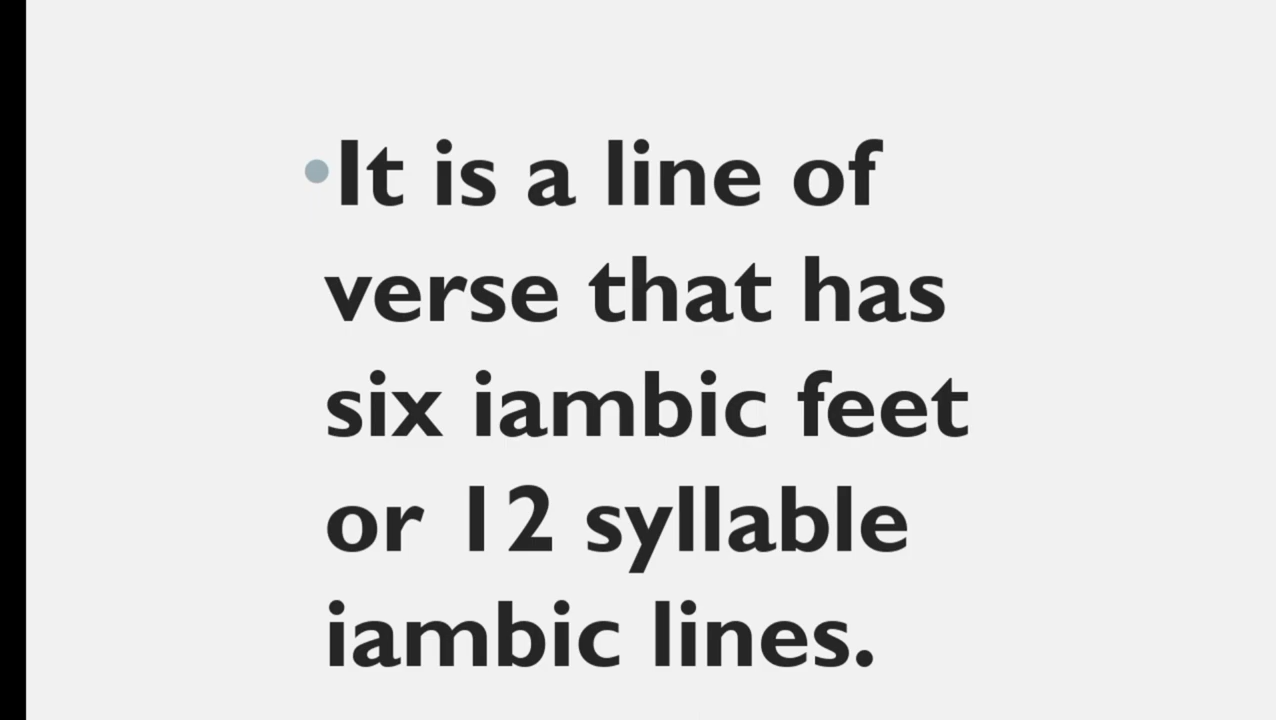 •It is a line of
verse that has
six iambic feet
or 12 syllable
iambic lines.